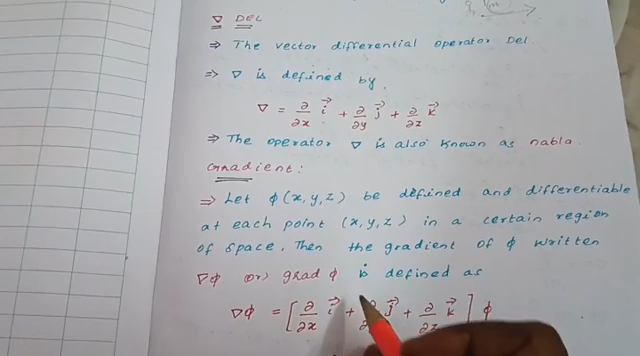 ∇ DEL
⇒ The vector differential operator Del
⇒ ∇ is defined by
∇ = ∂/∂x i⃗ + ∂/∂y j⃗ + ∂/∂z k⃗
⇒ The operator ∇ is also known as nabla.
Gradient:
⇒ Let ϕ(x,y,z) be defined and differentiable
at each point (x,y,z) in a certain region
of space. Then the gradient of ϕ written
∇ϕ (or) grad ϕ is defined as
∇ϕ = [∂/∂x i⃗ + ∂/∂ j⃗ + ∂/∂z k⃗] ϕ